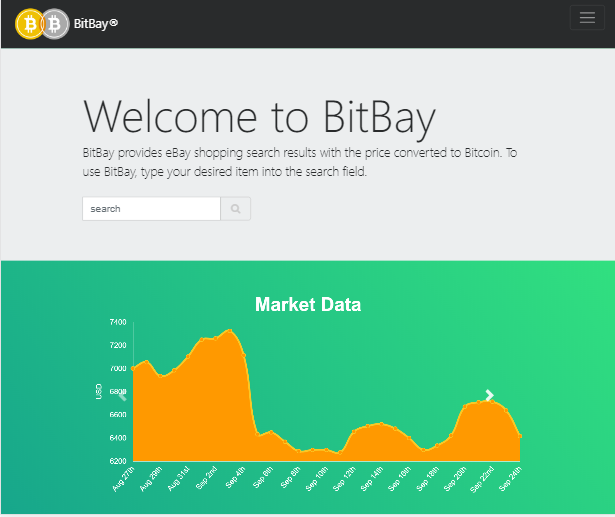 BitBay®
Welcome to BitBay
BitBay provides eBay shopping search results with the price converted to Bitcoin. To
use BitBay, type your desired item into the search field.
search
Market Data
7400
7200
7000
6800
6600
6400
6200
USD
Aug 27th
Aug 29th
Aug 31st
Sep 2nd
Sep 4th
Sep 6th
Sep 8th
Sep 10th
Sep 12th
Sep 14th
Sep 16th
Sep 18th
Sep 20th
Sep 22nd
Sep 24th